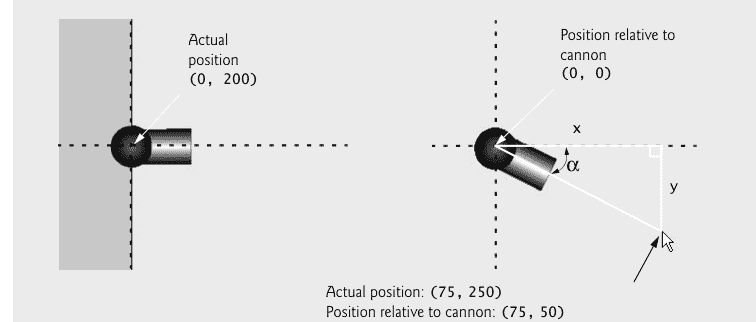 Actual
position
(0, 200)
Position relative to
cannon
(0, 0)
x
α
y
Actual position: (75, 250)
Position relative to cannon: (75, 50)